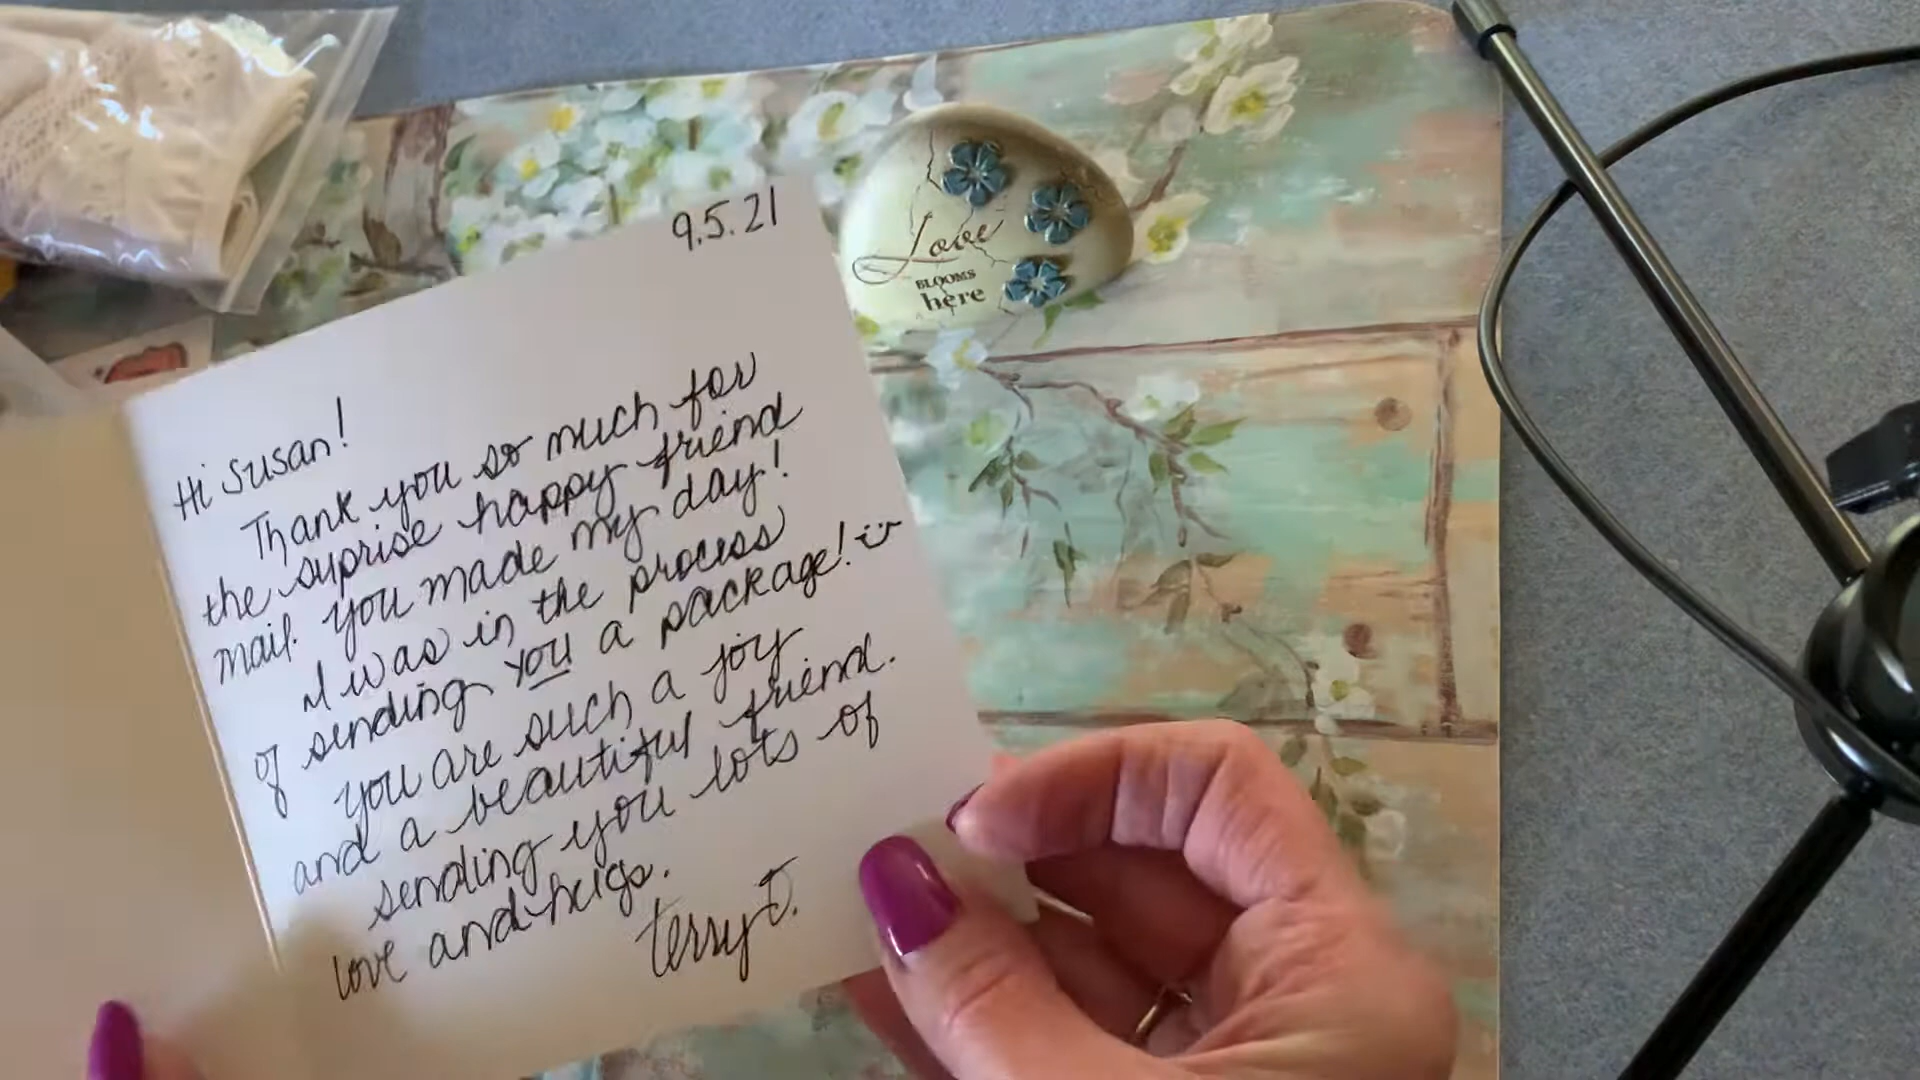 9.5.21
Love
BLOOMS
here
Hi Susan!
Thank you so much for
the suprise happy friend
mail. You made my day!
I was in the process
of sending you a package! :)
You are such a joy
and a beautiful friend.
Sending you lots of
love and hugs.
Terry D.